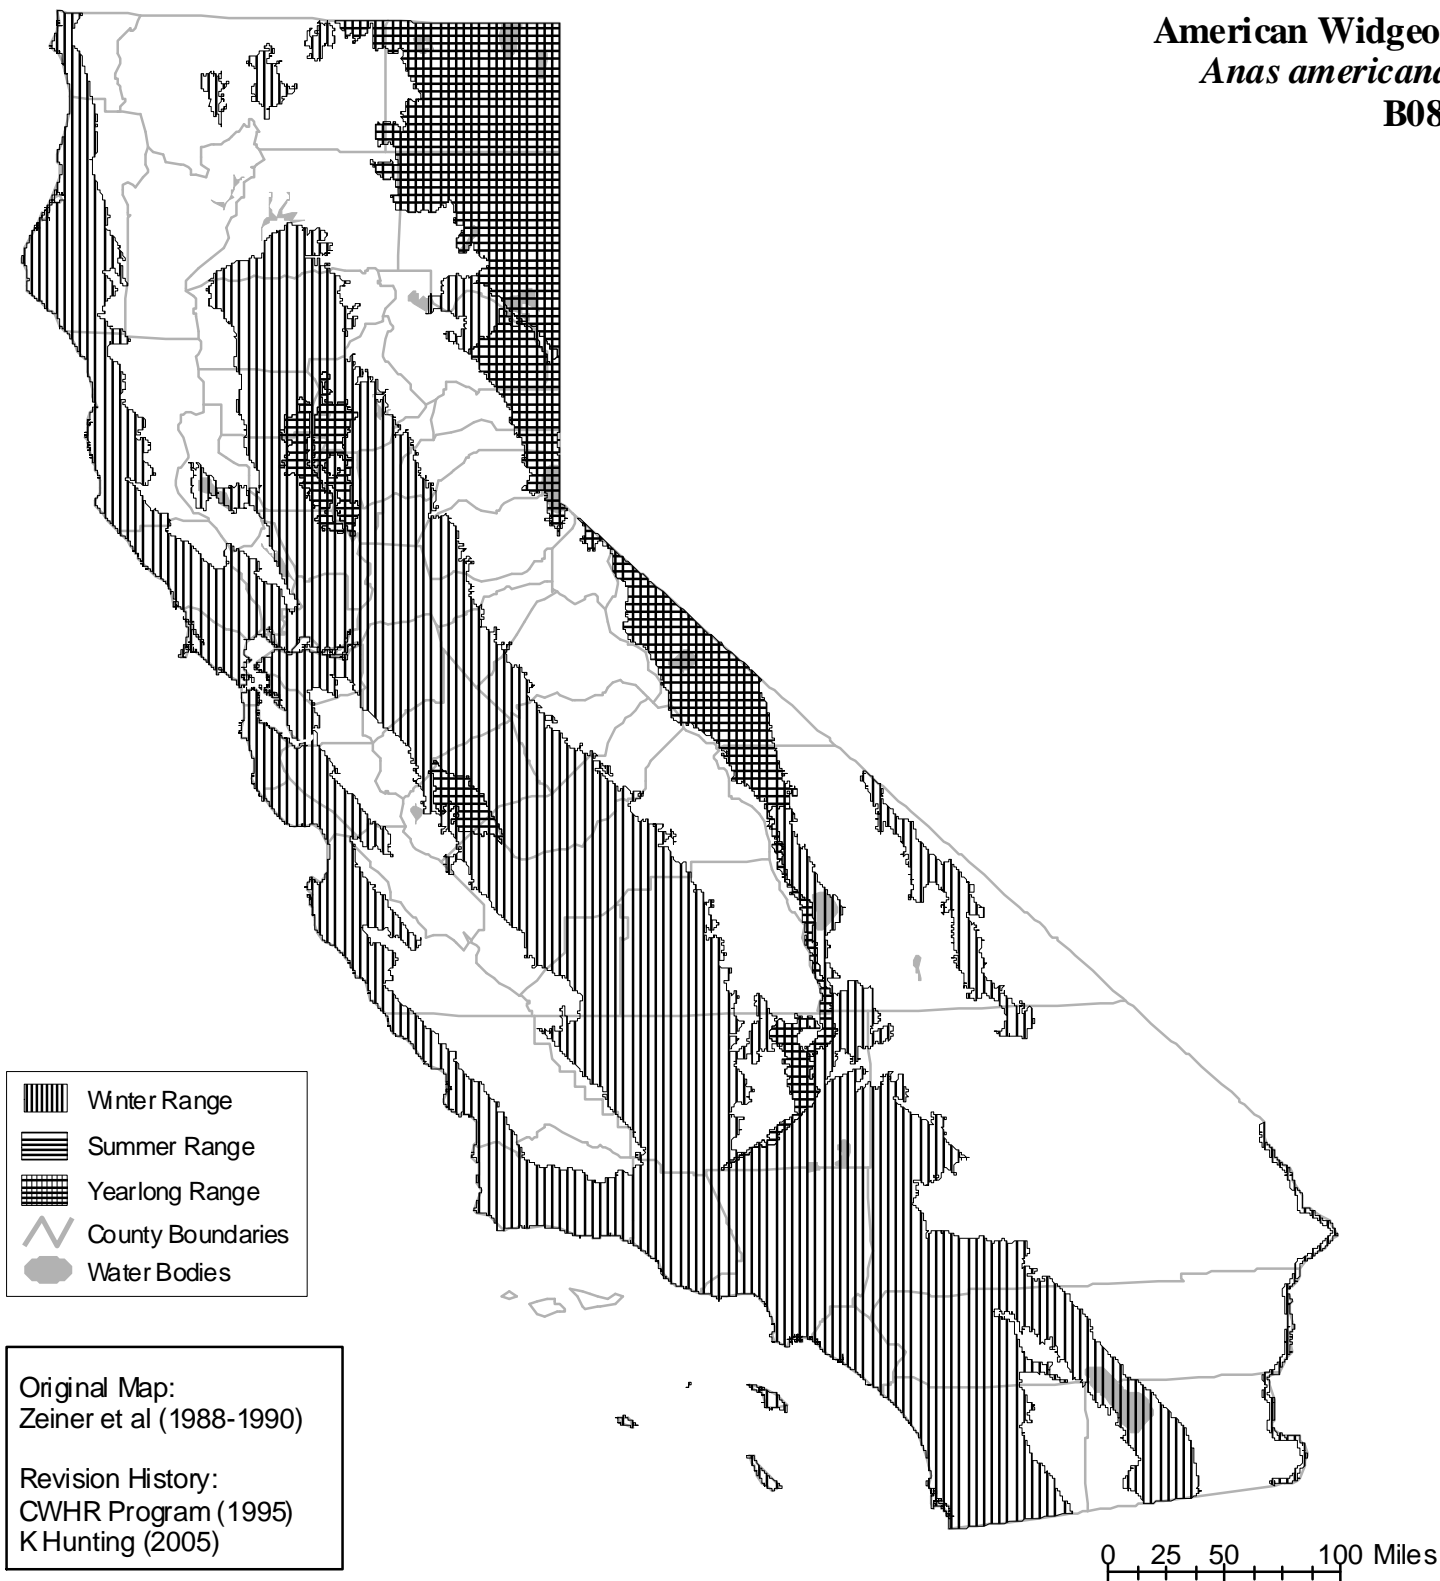 American Widgeo
Anas americana
B08
Winter Range
Summer Range
Yearlong Range
County Boundaries
Water Bodies
Original Map:
Zeiner et al (1988-1990)
Revision History:
CWHR Program (1995)
K Hunting (2005)
0 25 50 100 Miles